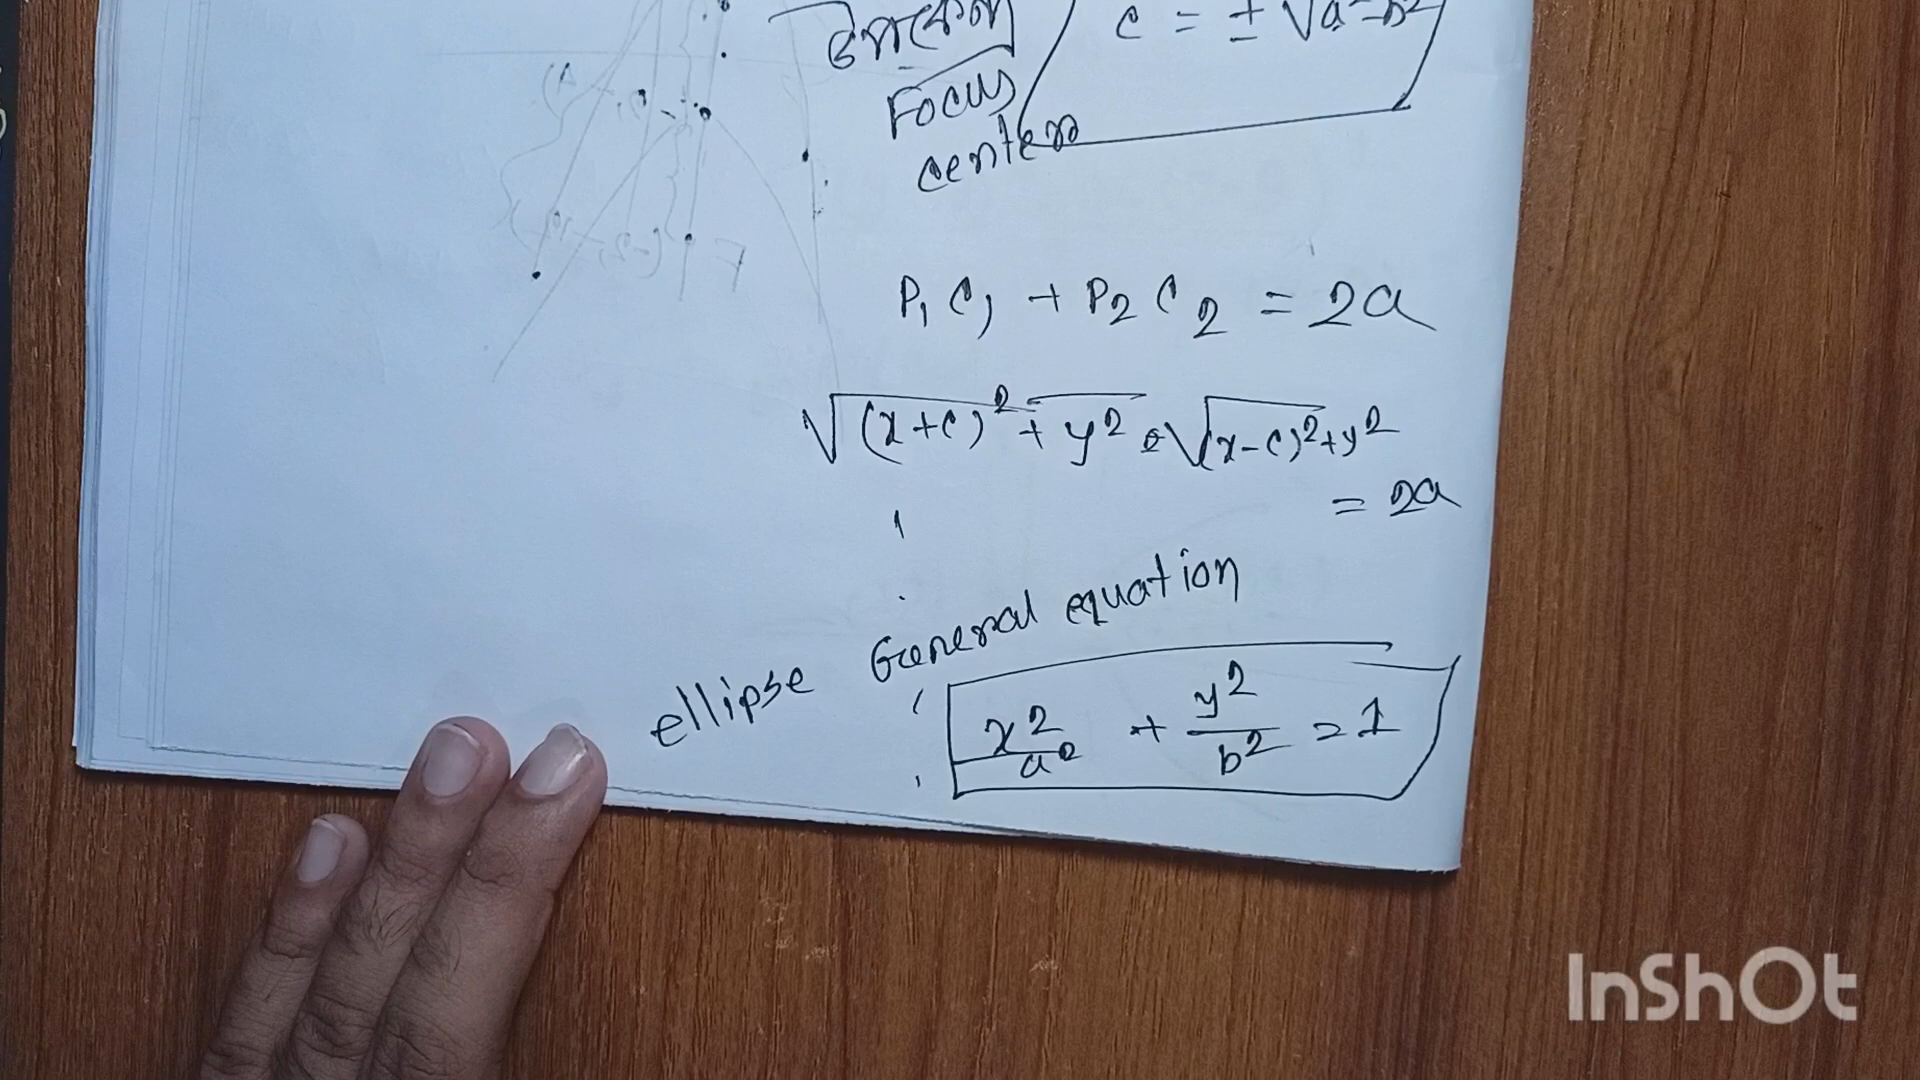 উপকেন্দ্র
c = ± √a²-b²
Focus
center
P₁C₁ + P₂C₂ = 2a
√(x+c)² + y² + √(x-c)²+y²
= 2a
ellipse General equation
x²/a² + y²/b² = 1
InShOt